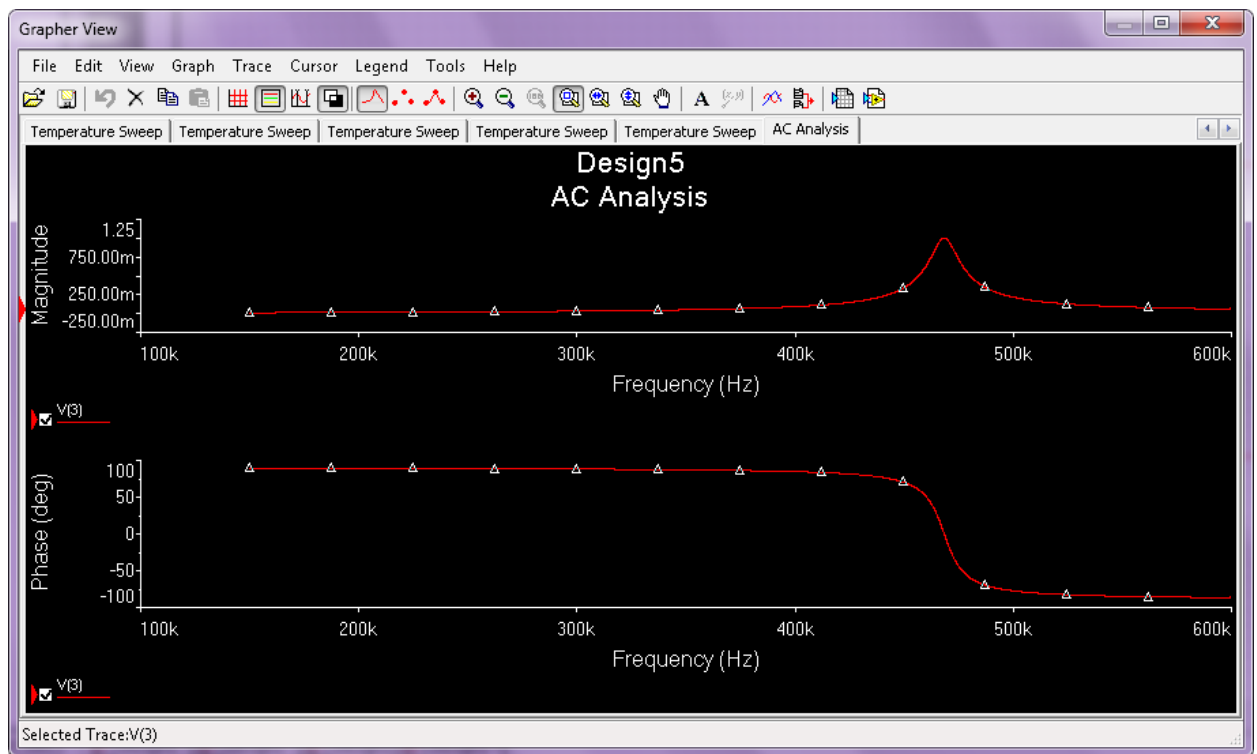 Grapher View
File Edit View Graph Trace Cursor Legend Tools Help
A
Temperature Sweep Temperature Sweep Temperature Sweep Temperature Sweep Temperature Sweep AC Analysis
Design5
AC Analysis
Magnitude
1.25
750.00m
250.00m
-250.00m
100k 200k 300k 400k 500k 600k
Frequency (Hz)
V(3)
Phase (deg)
100
50
0
-50
-100
100k 200k 300k 400k 500k 600k
Frequency (Hz)
V(3)
Selected Trace:V(3)